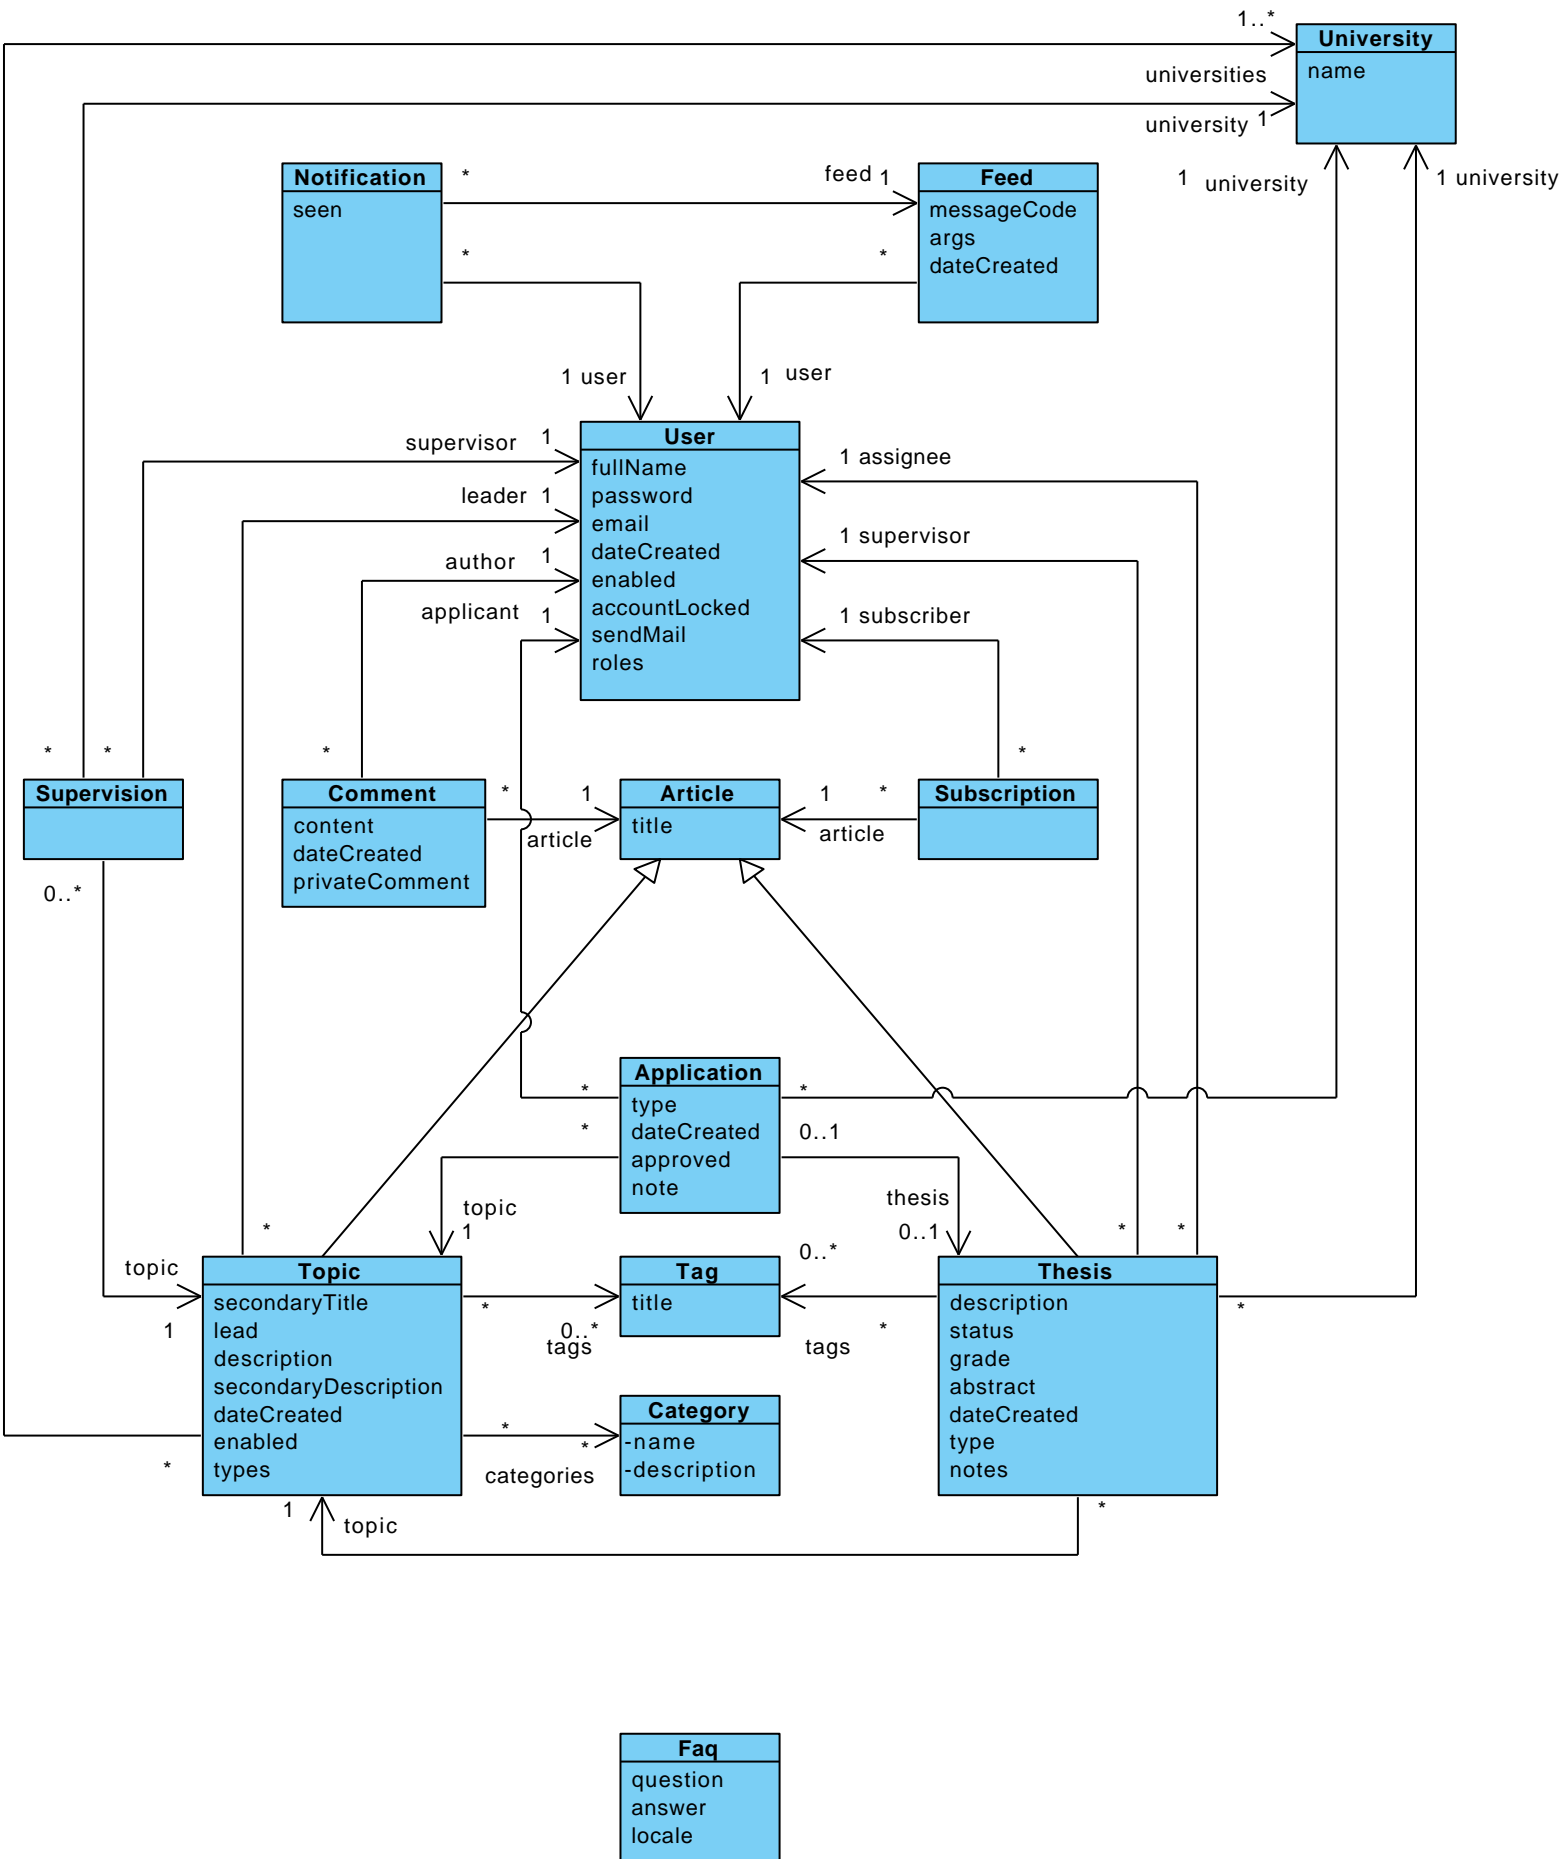 1..*
University
name
universities
university 1
1 university
1 university
Notification
seen
*
feed 1
Feed
messageCode
args
dateCreated
*
*
1 user
1 user
User
fullName
password
email
dateCreated
enabled
accountLocked
sendMail
roles
supervisor 1
leader 1
author 1
applicant 1
1 assignee
1 supervisor
1 subscriber
*
*
*
*
Supervision
Comment
content
dateCreated
privateComment
*
1
article
Article
title
1
*
article
Subscription
0..*
Application
type
dateCreated
approved
note
*
*
*
0..1
topic
1
thesis
0..1
*
*
*
topic
1
Topic
secondaryTitle
lead
description
secondaryDescription
dateCreated
enabled
types
*
0..*
tags
Tag
title
0..*
*
tags
Thesis
description
status
grade
abstract
dateCreated
type
notes
*
*
*
*
categories
Category
-name
-description
1
topic
*
Faq
question
answer
locale